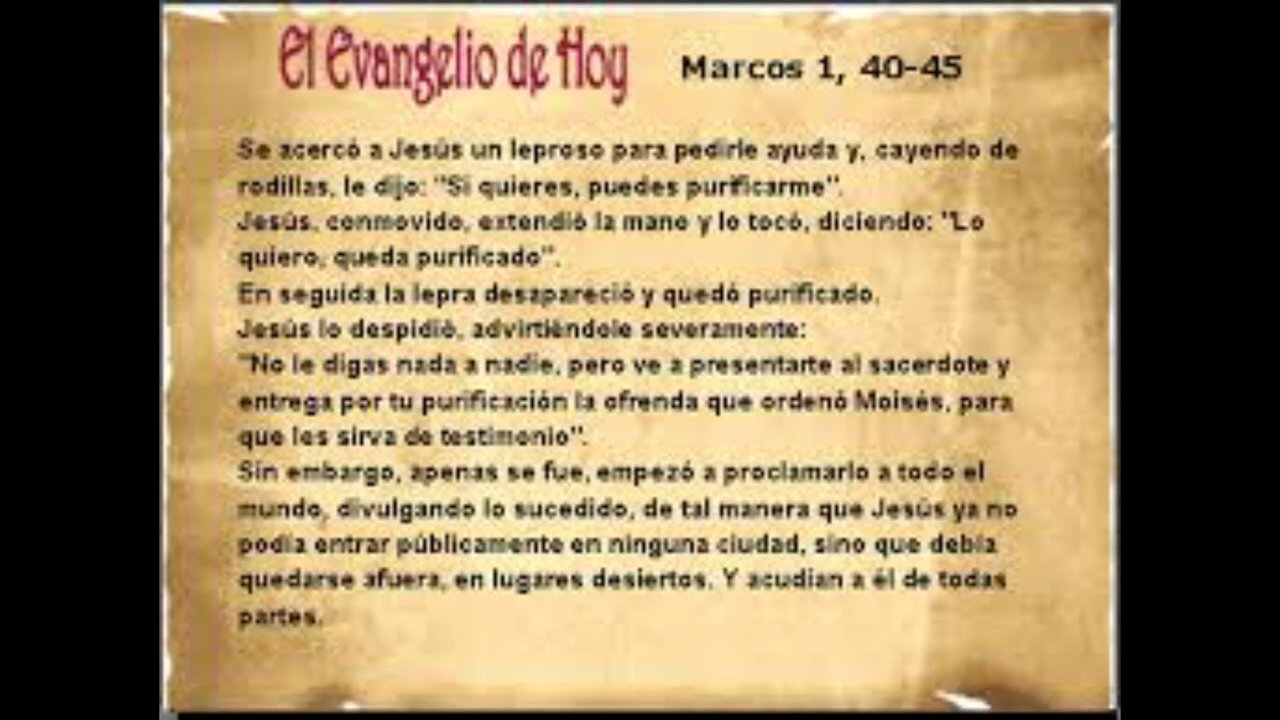 El Evangelio de Hoy Marcos 1, 40-45
Se acercó a Jesús un leproso para pedirle ayuda y, cayendo de
rodillas, le dijo: "Si quieres, puedes purificarme".
Jesús, conmovido, extendió la mano y lo tocó, diciendo: "Lo
quiero, queda purificado".
En seguida la lepra desapareció y quedó purificado.
Jesús lo despidió, advirtiéndole severamente:
"No le digas nada a nadie, pero ve a presentarte al sacerdote y
entrega por tu purificación la ofrenda que ordenó Moisés, para
que les sirva de testimonio".
Sin embargo, apenas se fue, empezó a proclamarlo a todo el
mundo, divulgando lo sucedido, de tal manera que Jesús ya no
podía entrar públicamente en ninguna ciudad, sino que debía
quedarse afuera, en lugares desiertos. Y acudían a él de todas
partes.